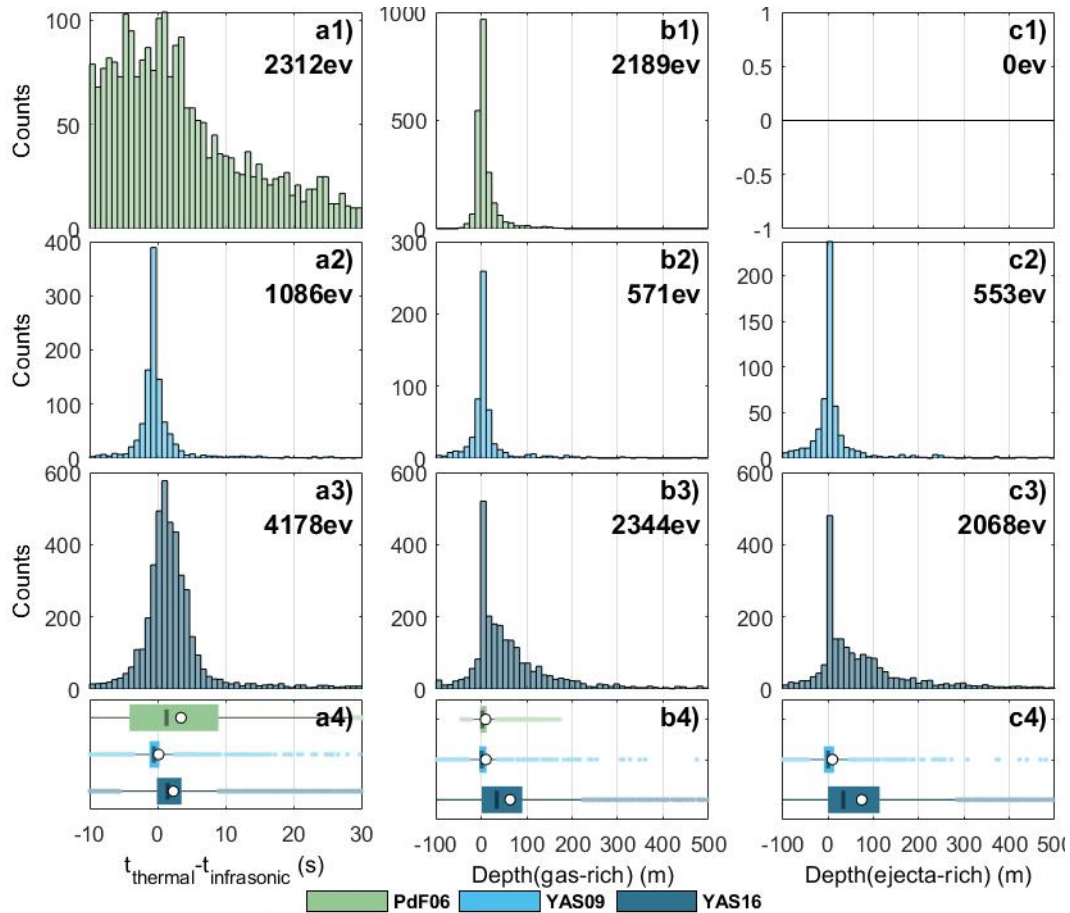 a1)
2312ev
Counts
100
50
0
b1)
2189ev
1000
500
0
c1)
0ev
1
0.5
0
-0.5
-1
a2)
1086ev
Counts
400
300
200
100
0
b2)
571ev
300
200
100
0
c2)
553ev
200
150
100
50
0
a3)
4178ev
Counts
600
400
200
0
b3)
2344ev
600
400
200
0
c3)
2068ev
600
400
200
0
a4)
b4)
c4)
-10 0 10 20 30
-100 0 100 200 300 400 500
-100 0 100 200 300 400 500
t_thermal-t_infrasonic (s)
Depth(gas-rich) (m)
Depth(ejecta-rich) (m)
PdF06 YAS09 YAS16